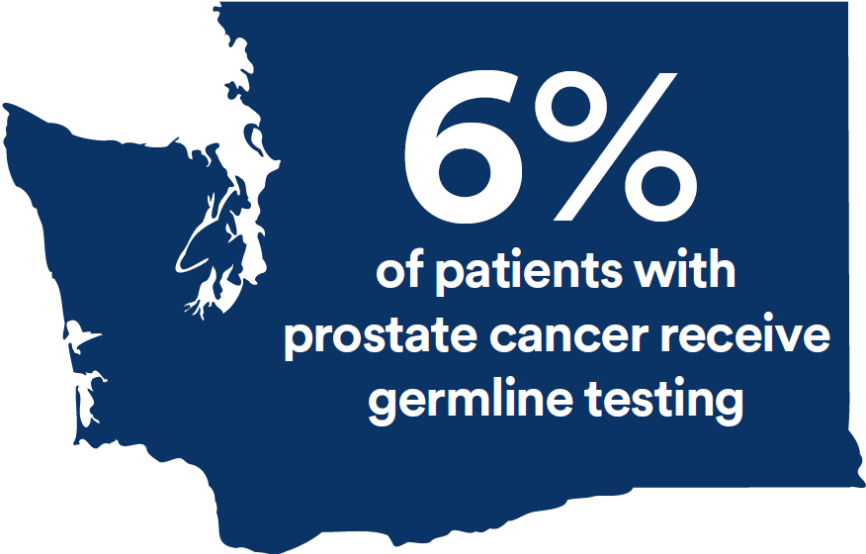 6%
of patients with
prostate cancer receive
germline testing